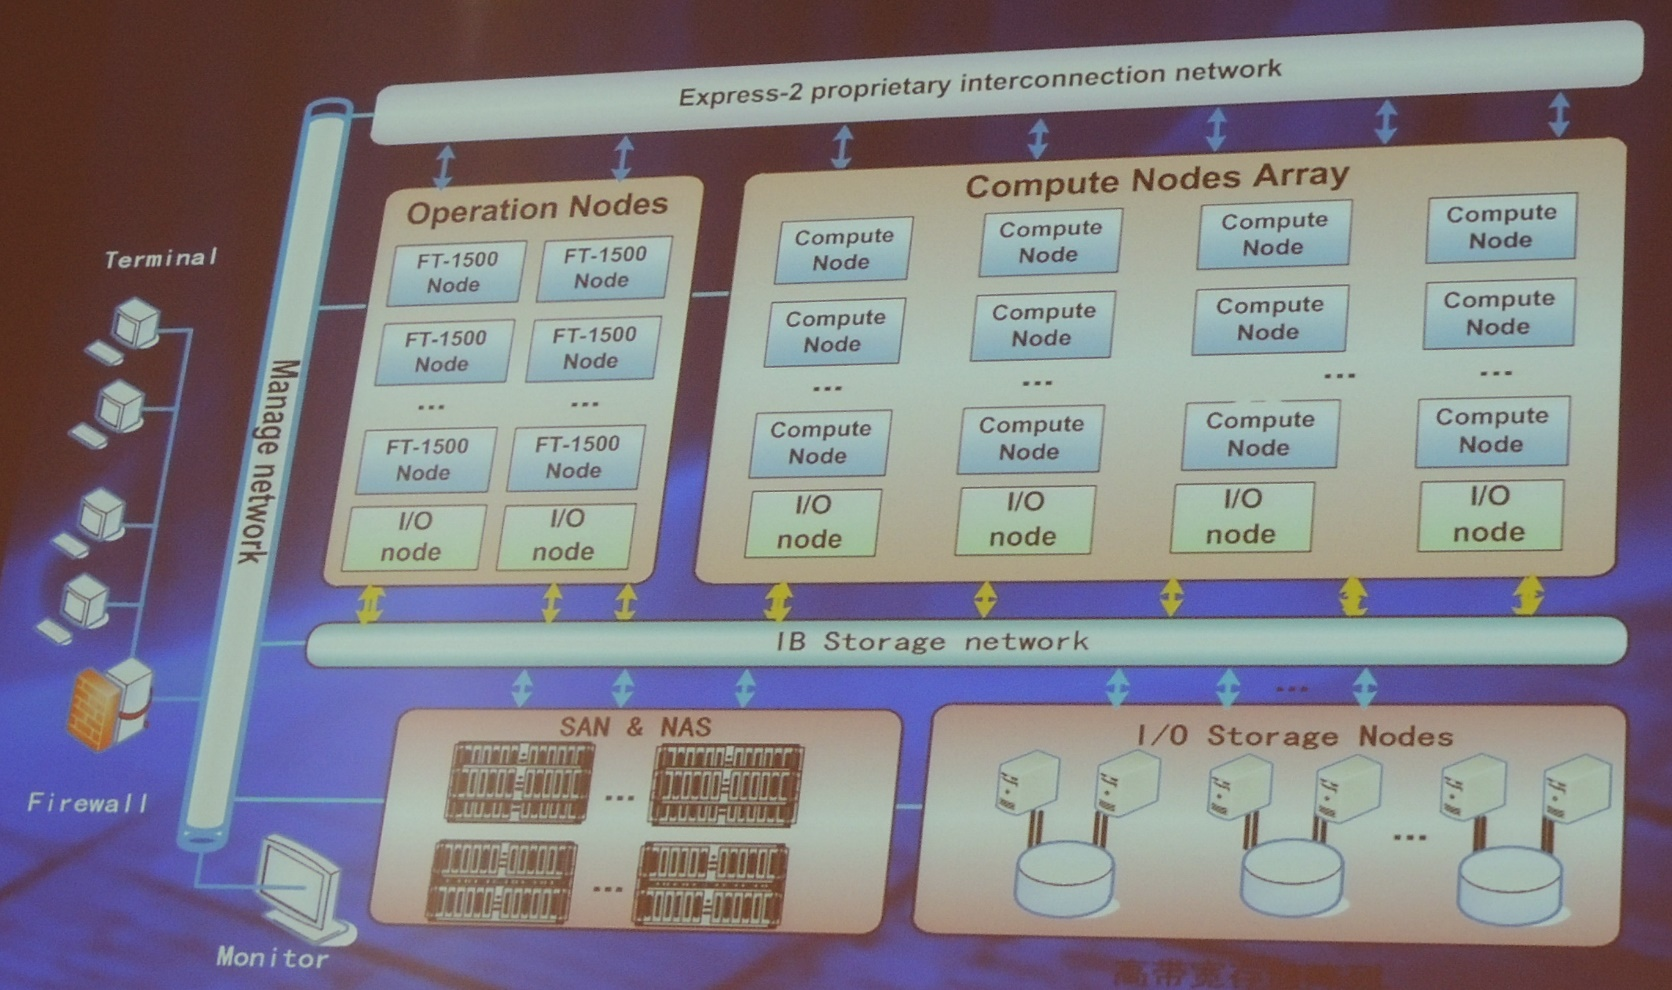 Express-2 proprietary interconnection network
Operation Nodes
FT-1500
Node
FT-1500
Node
FT-1500
Node
FT-1500
Node
...
...
FT-1500
Node
FT-1500
Node
I/O
node
I/O
node
Compute Nodes Array
Compute
Node
Compute
Node
Compute
Node
Compute
Node
Compute
Node
Compute
Node
Compute
Node
Compute
Node
...
...
...
...
Compute
Node
Compute
Node
Compute
Node
Compute
Node
I/O
node
I/O
node
I/O
node
I/O
node
Terminal
Manage network
Firewall
Monitor
IB Storage network
...
SAN & NAS
...
...
I/O Storage Nodes
...
高带宽